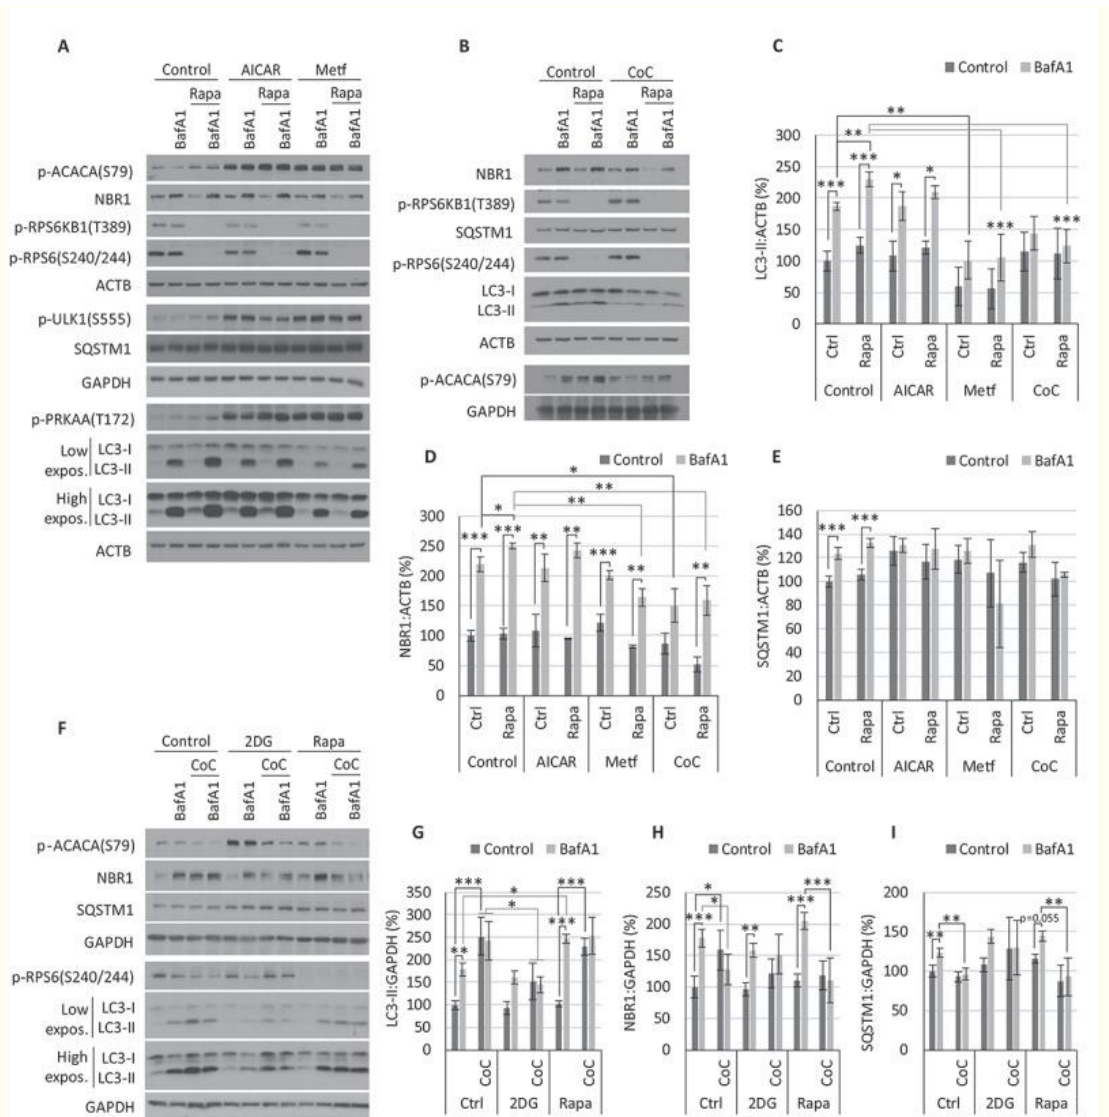 A
Control AICAR Metf
Rapa Rapa Rapa
BafA1 BafA1 BafA1 BafA1 BafA1 BafA1
p-ACACA(S79)
NBR1
p-RPS6KB1(T389)
p-RPS6(S240/244)
ACTB
p-ULK1(S555)
SQSTM1
GAPDH
p-PRKAA(T172)
Low expos. LC3-I
LC3-II
High expos. LC3-I
LC3-II
ACTB
B
Control CoC
Rapa Rapa
BafA1 BafA1 BafA1 BafA1
NBR1
p-RPS6KB1(T389)
SQSTM1
p-RPS6(S240/244)
LC3-I
LC3-II
ACTB
p-ACACA(S79)
GAPDH
C
Control BafA1
LC3-II:ACTB (%)
300
250
200
150
100
50
0
**
**
*** *** * * *** ***
Ctrl Rapa Ctrl Rapa Ctrl Rapa Ctrl Rapa
Control AICAR Metf CoC
D
Control BafA1
NBR1:ACTB (%)
300
250
200
150
100
50
0
*
**
* **
*** *** ** ** *** ** **
Ctrl Rapa Ctrl Rapa Ctrl Rapa Ctrl Rapa
Control AICAR Metf CoC
E
Control BafA1
SQSTM1:ACTB (%)
160
140
120
100
80
60
40
20
0
*** ***
Ctrl Rapa Ctrl Rapa Ctrl Rapa Ctrl Rapa
Control AICAR Metf CoC
F
Control 2DG Rapa
CoC CoC CoC
BafA1 BafA1 BafA1 BafA1 BafA1 BafA1
p-ACACA(S79)
NBR1
SQSTM1
GAPDH
p-RPS6(S240/244)
Low expos. LC3-I
LC3-II
High expos. LC3-I
LC3-II
GAPDH
G
Control BafA1
LC3-II:GAPDH (%)
350
300
250
200
150
100
50
0
*** * ***
*
** ***
CoC CoC CoC
Ctrl 2DG Rapa
H
Control BafA1
NBR1:GAPDH (%)
250
200
150
100
50
0
* ***
*
*** ** ***
CoC CoC CoC
Ctrl 2DG Rapa
I
Control BafA1
SQSTM1:GAPDH (%)
200
150
100
50
0
p=0,055
** **
**
CoC CoC CoC
Ctrl 2DG Rapa